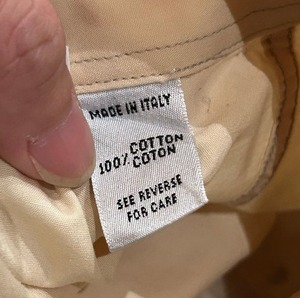 MADE IN ITALY
COTTON
100% COTON
SEE REVERSE
FOR CARE